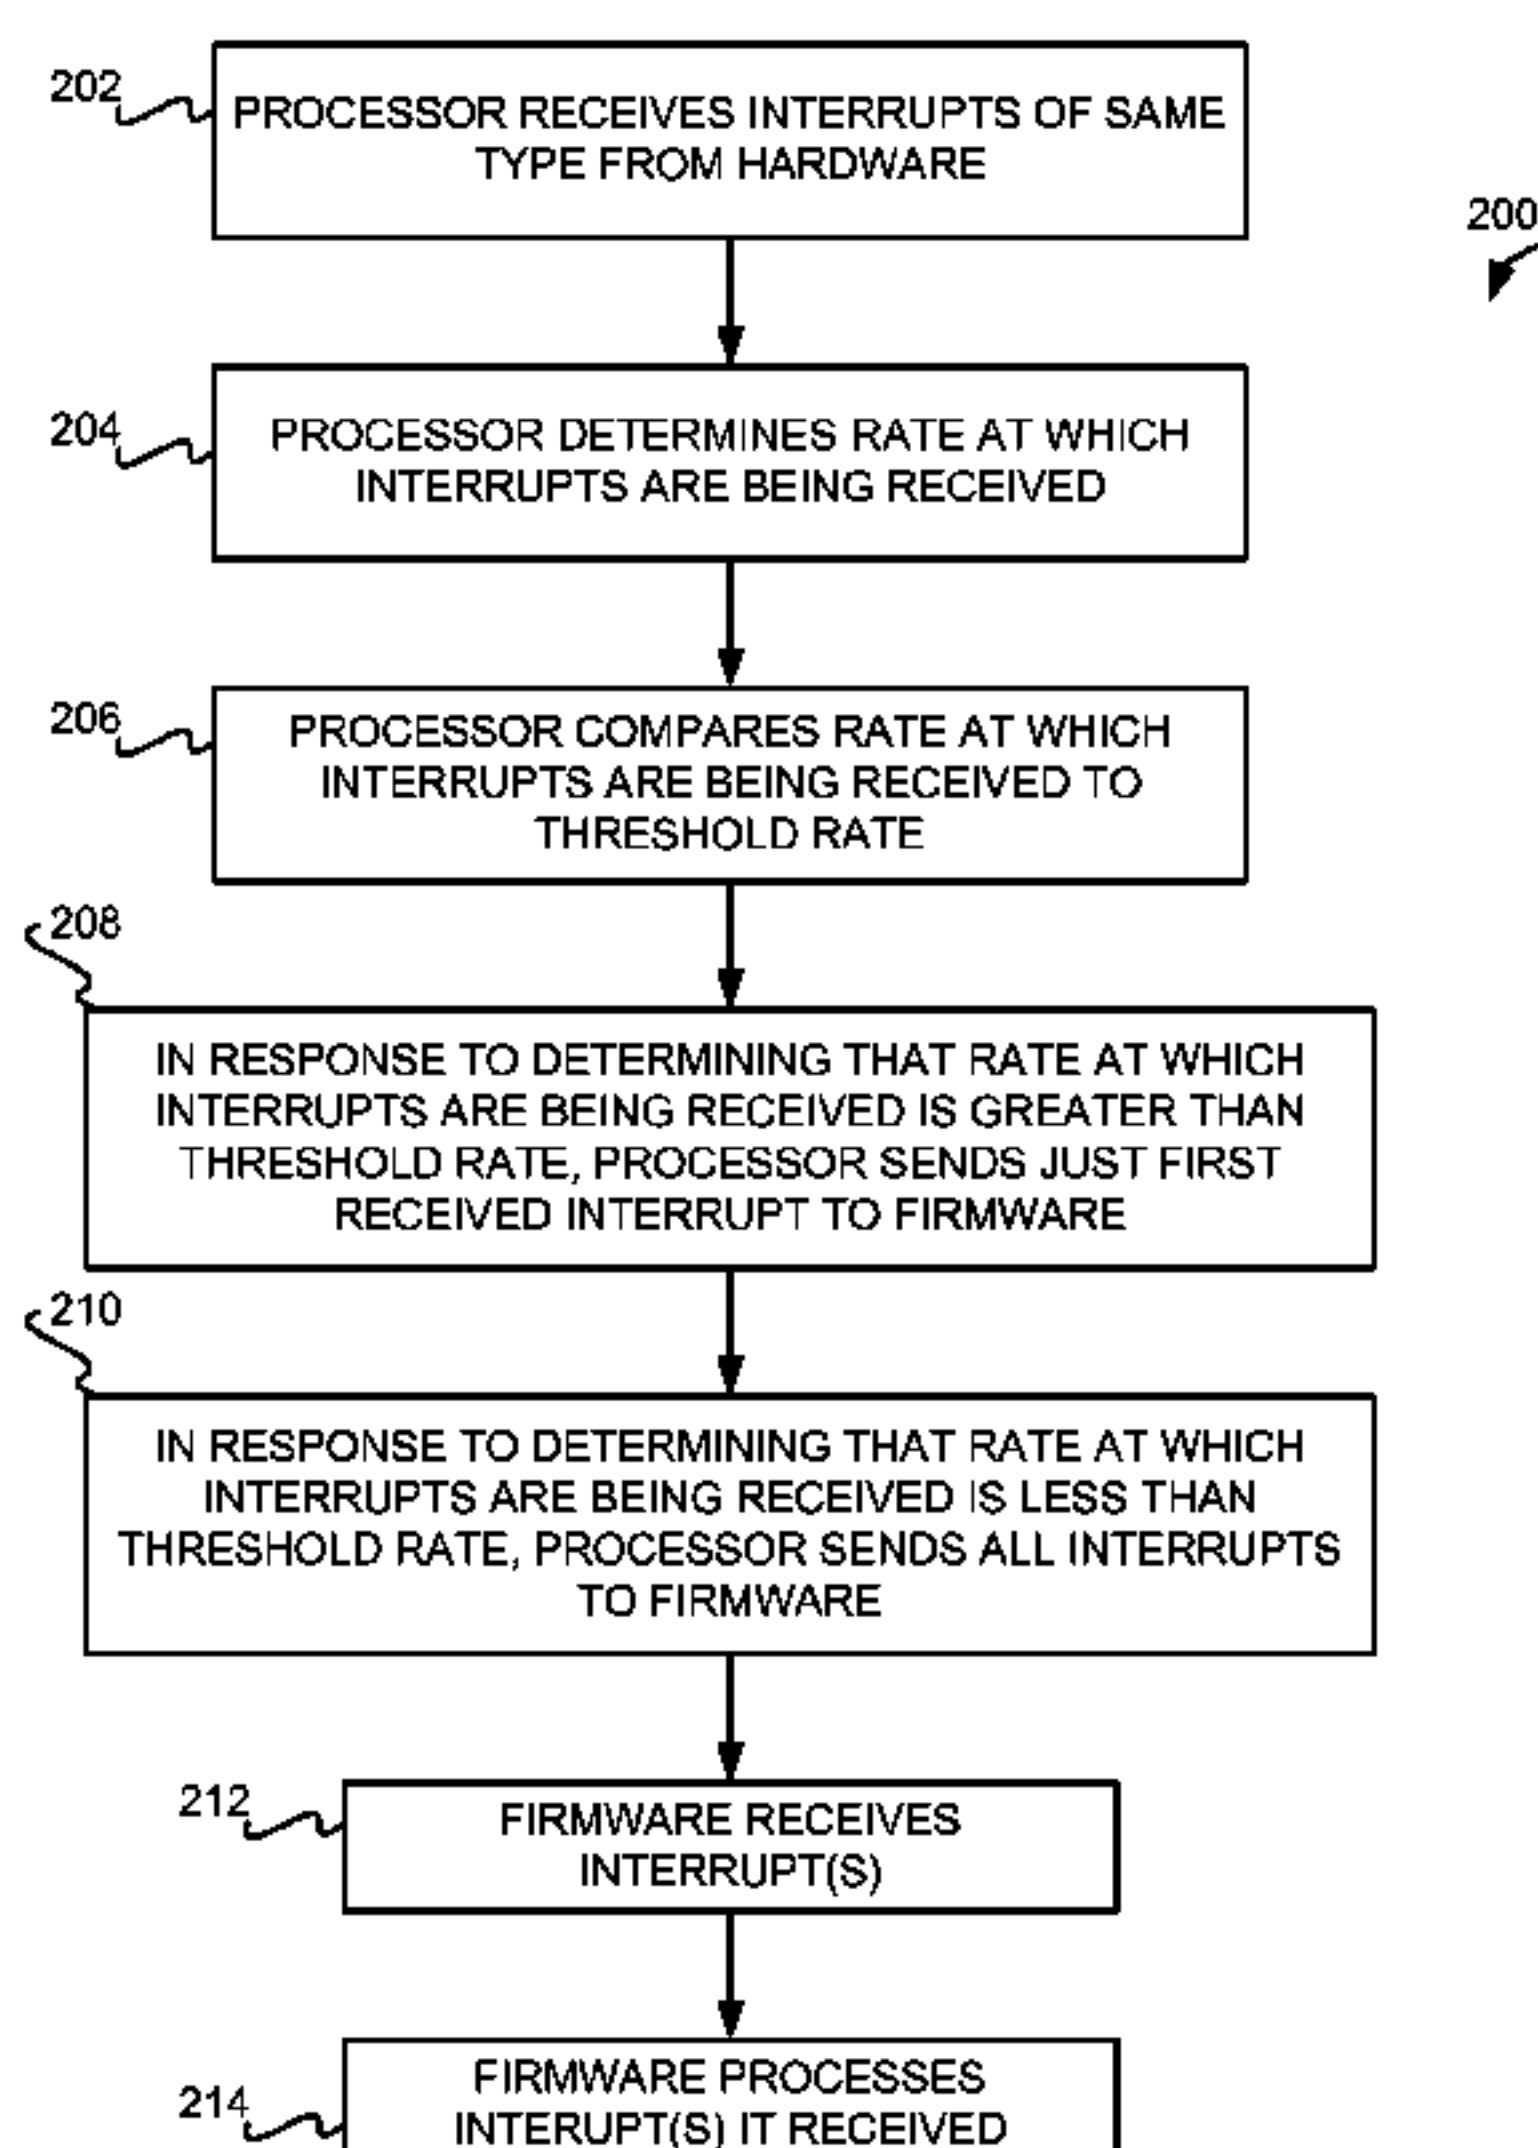 202
PROCESSOR RECEIVES INTERRUPTS OF SAME
TYPE FROM HARDWARE
200
204
PROCESSOR DETERMINES RATE AT WHICH
INTERRUPTS ARE BEING RECEIVED
206
PROCESSOR COMPARES RATE AT WHICH
INTERRUPTS ARE BEING RECEIVED TO
THRESHOLD RATE
208
IN RESPONSE TO DETERMINING THAT RATE AT WHICH
INTERRUPTS ARE BEING RECEIVED IS GREATER THAN
THRESHOLD RATE, PROCESSOR SENDS JUST FIRST
RECEIVED INTERRUPT TO FIRMWARE
210
IN RESPONSE TO DETERMINING THAT RATE AT WHICH
INTERRUPTS ARE BEING RECEIVED IS LESS THAN
THRESHOLD RATE, PROCESSOR SENDS ALL INTERRUPTS
TO FIRMWARE
212
FIRMWARE RECEIVES
INTERRUPT(S)
214
FIRMWARE PROCESSES
INTERUPT(S) IT RECEIVED